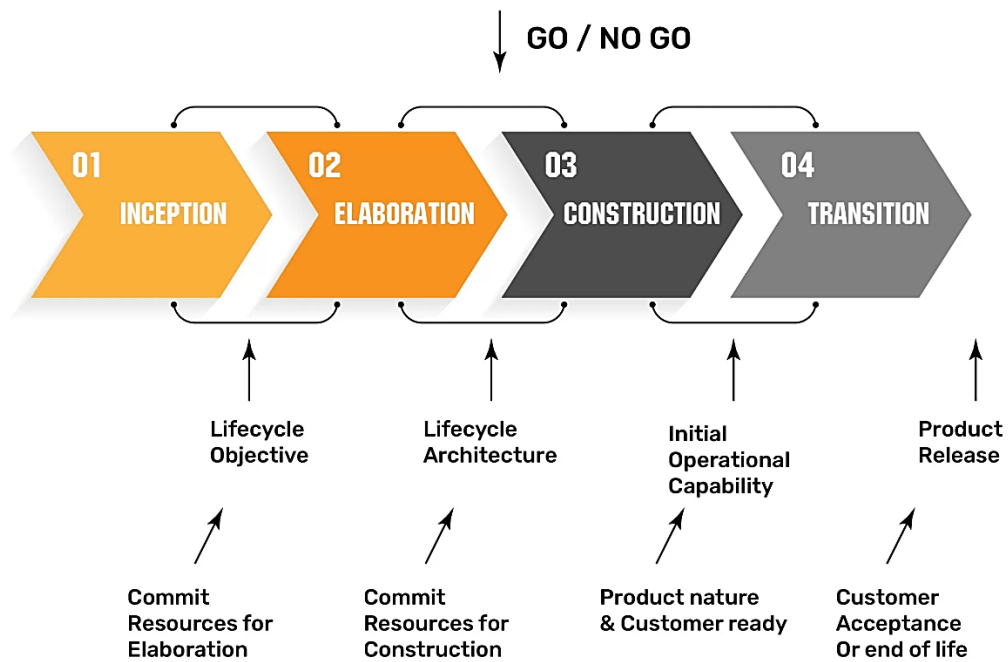 GO / NO GO
01
INCEPTION
02
ELABORATION
03
CONSTRUCTION
04
TRANSITION
Lifecycle
Objective
Lifecycle
Architecture
Initial
Operational
Capability
Product
Release
Commit
Resources for
Elaboration
Commit
Resources for
Construction
Product nature
& Customer ready
Customer
Acceptance
Or end of life